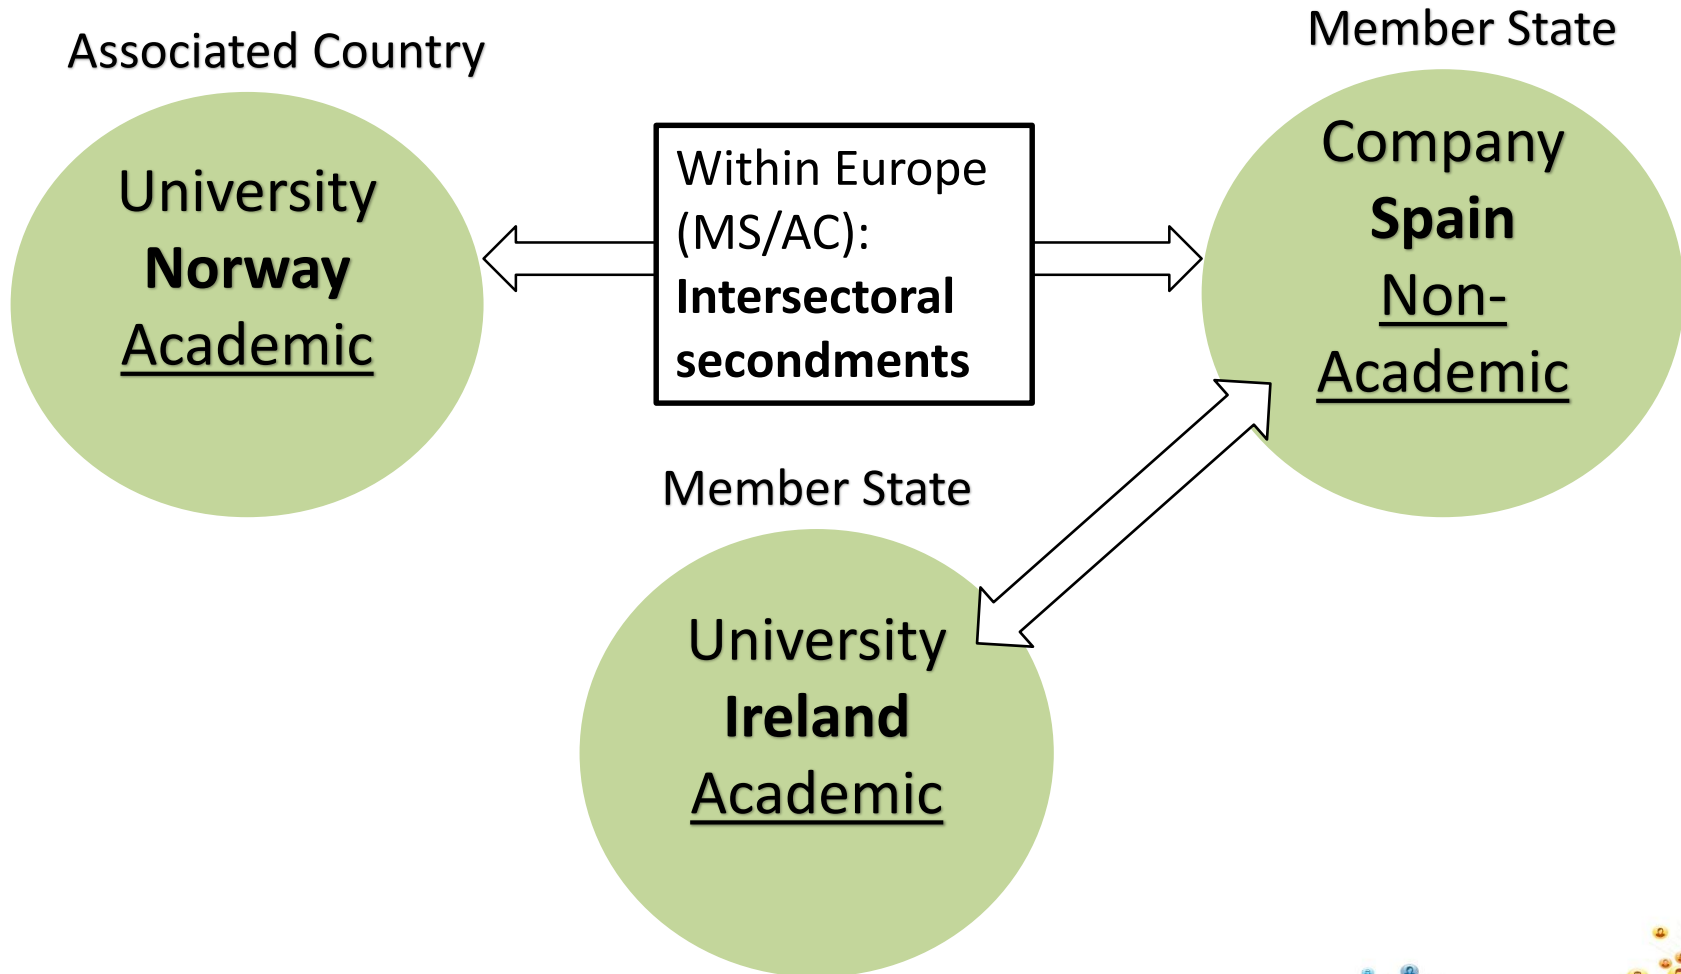 Associated Country
University
Norway
Academic
Within Europe
(MS/AC):
Intersectoral
secondments
Member State
Company
Spain
Non-
Academic
Member State
University
Ireland
Academic